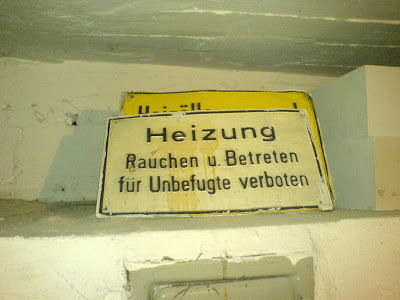 Heizung
Rauchen u. Betreten
für Unbefugte verboten